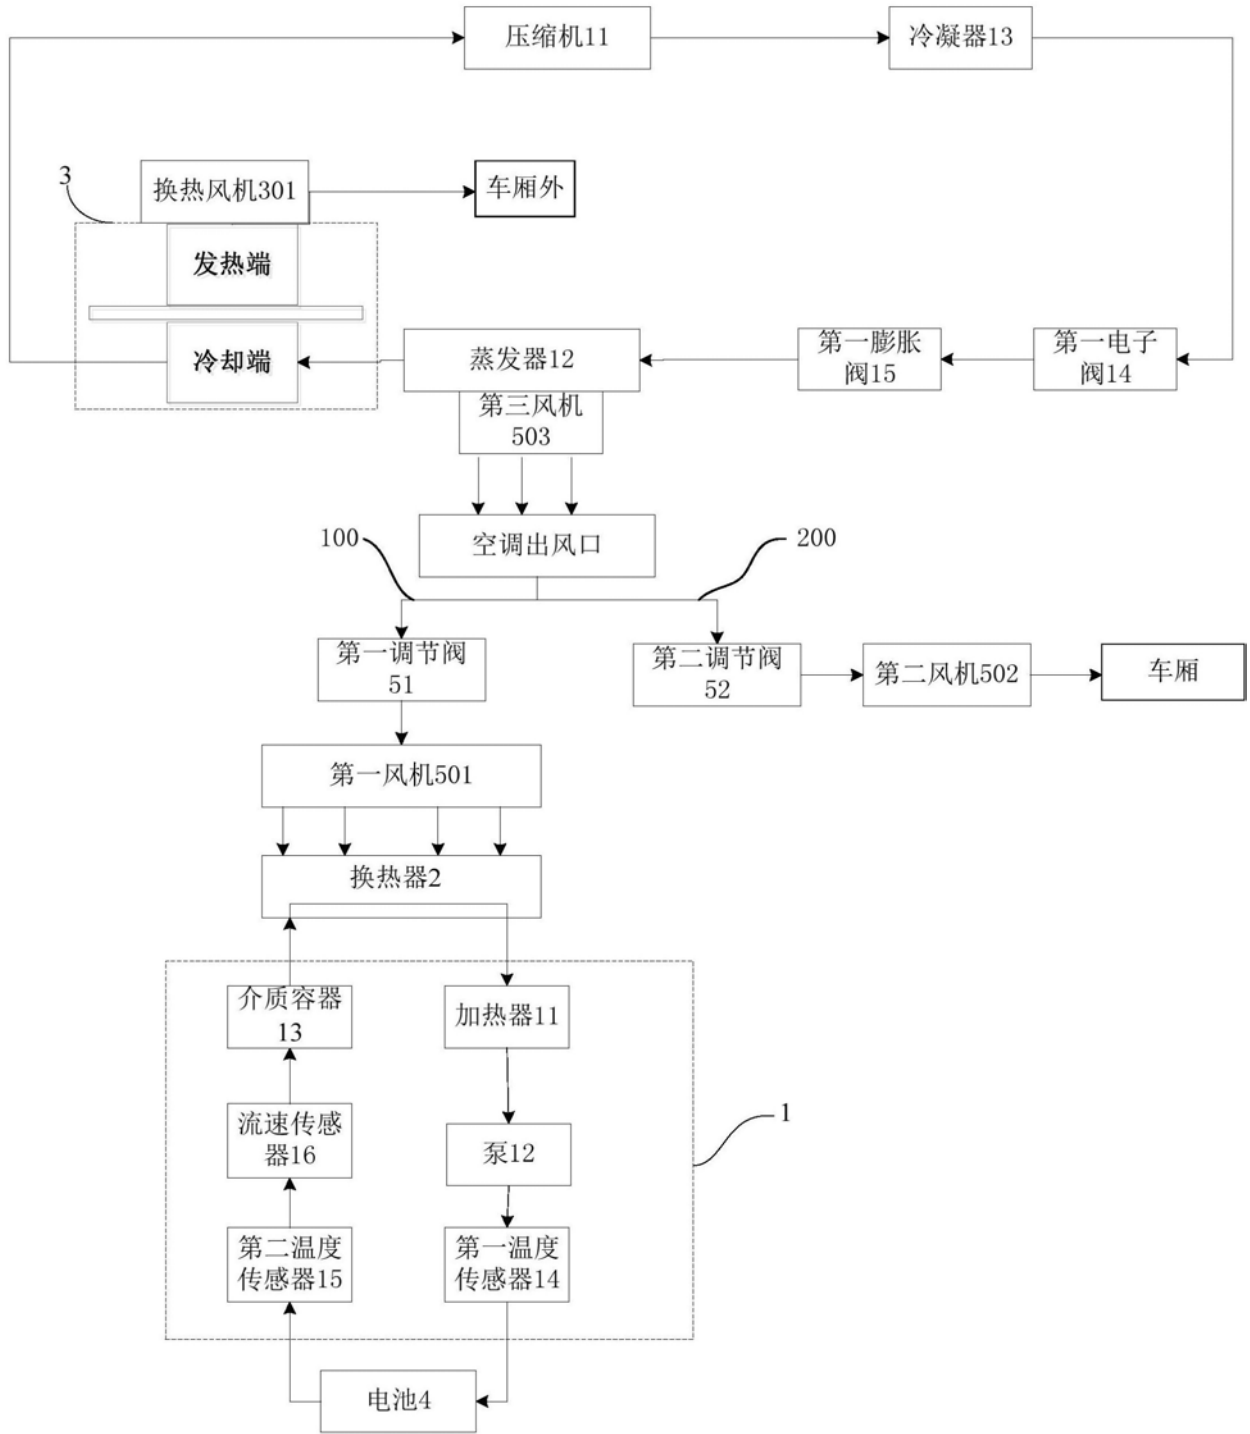 压缩机11
冷凝器13
3
换热风机301
车厢外
发热端
冷却端
蒸发器12
第一膨胀
阀15
第一电子
阀14
第三风机
503
空调出风口
100
200
第一调节阀
51
第二调节阀
52
第二风机502
车厢
第一风机501
换热器2
介质容器
13
加热器11
流速传感
器16
泵12
1
第二温度
传感器15
第一温度
传感器14
电池4